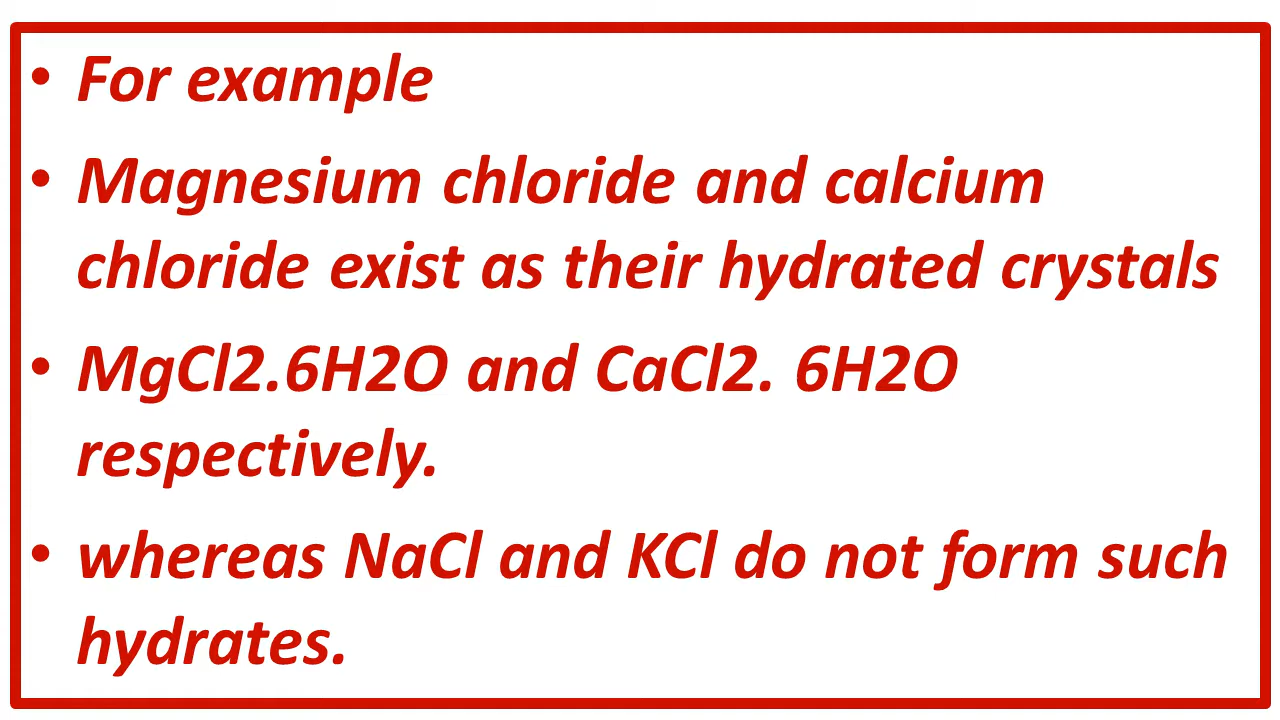 • For example
• Magnesium chloride and calcium
chloride exist as their hydrated crystals
• MgCl2.6H2O and CaCl2. 6H2O
respectively.
• whereas NaCl and KCl do not form such
hydrates.